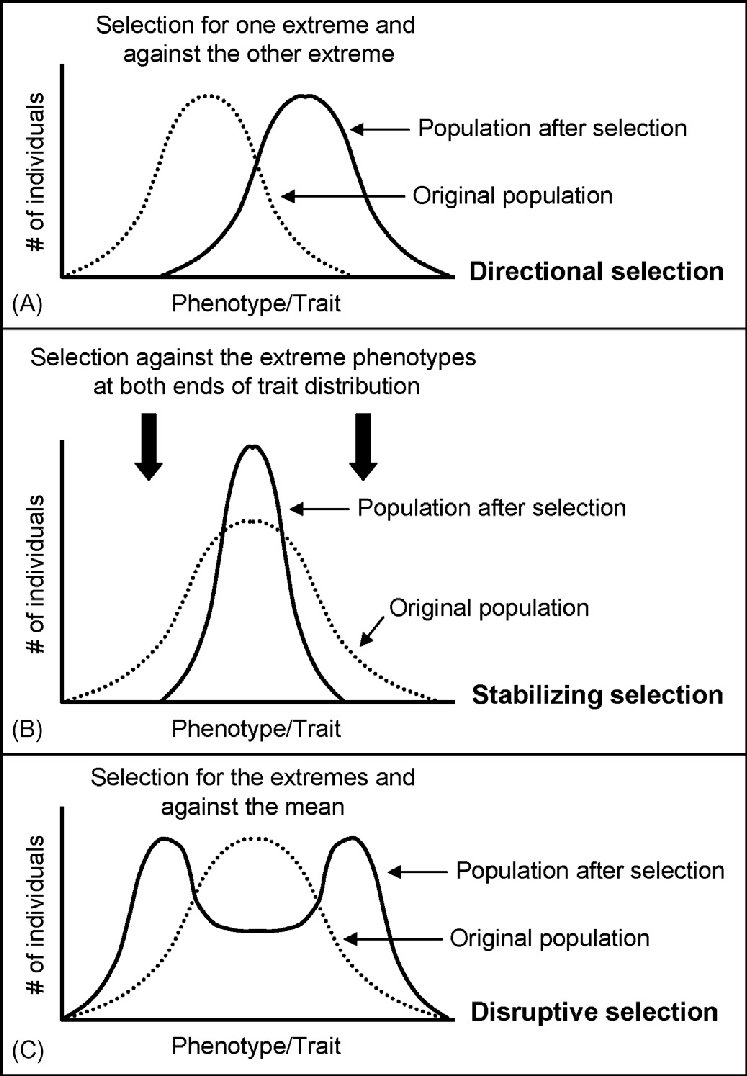 Selection for one extreme and
against the other extreme
# of individuals
Population after selection
Original population
Directional selection
(A)
Phenotype/Trait
Selection against the extreme phenotypes
at both ends of trait distribution
# of individuals
Population after selection
Original population
Stabilizing selection
(B)
Phenotype/Trait
Selection for the extremes and
against the mean
# of individuals
Population after selection
Original population
Disruptive selection
(C)
Phenotype/Trait